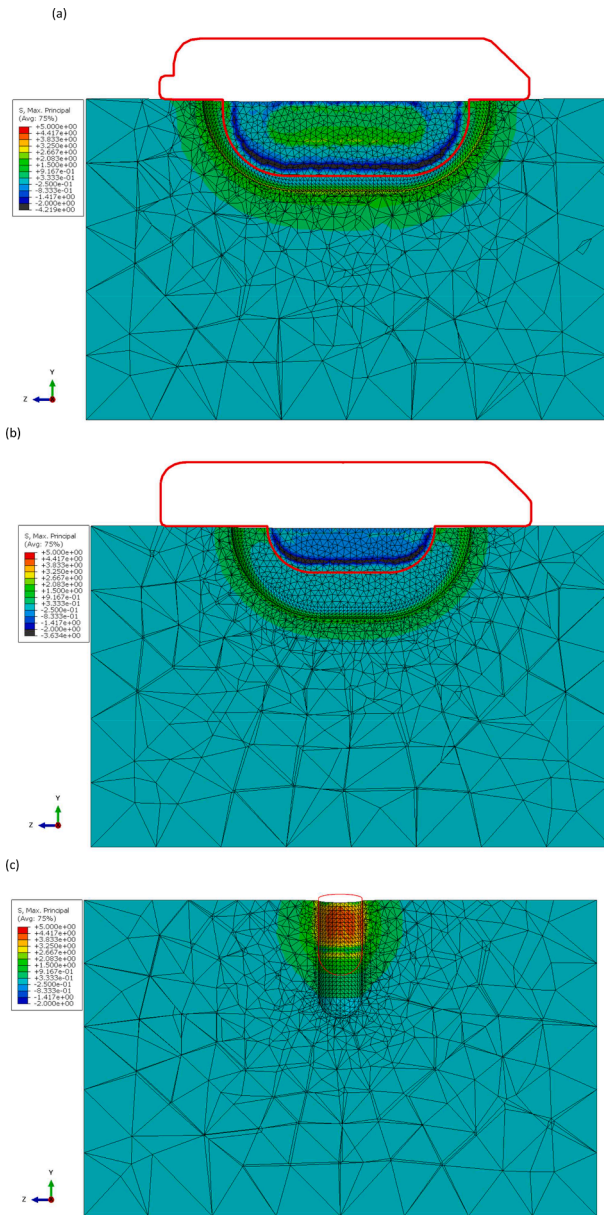 (a)
S, Max. Principal
(Avg: 75%)
+5.000e+00
+4.417e+00
+3.833e+00
+3.250e+00
+2.667e+00
+2.083e+00
+1.500e+00
+9.167e-01
+3.333e-01
-2.500e-01
-8.333e-01
-1.417e+00
-2.000e+00
-4.219e+00
Y
Z
(b)
S, Max. Principal
(Avg: 75%)
+5.000e+00
+4.417e+00
+3.833e+00
+3.250e+00
+2.667e+00
+2.083e+00
+1.500e+00
+9.167e-01
+3.333e-01
-2.500e-01
-8.333e-01
-1.417e+00
-2.000e+00
-3.634e+00
Y
Z
(c)
S, Max. Principal
(Avg: 75%)
+5.000e+00
+4.417e+00
+3.833e+00
+3.250e+00
+2.667e+00
+2.083e+00
+1.500e+00
+9.167e-01
+3.333e-01
-2.500e-01
-8.333e-01
-1.417e+00
-2.000e+00
Y
Z